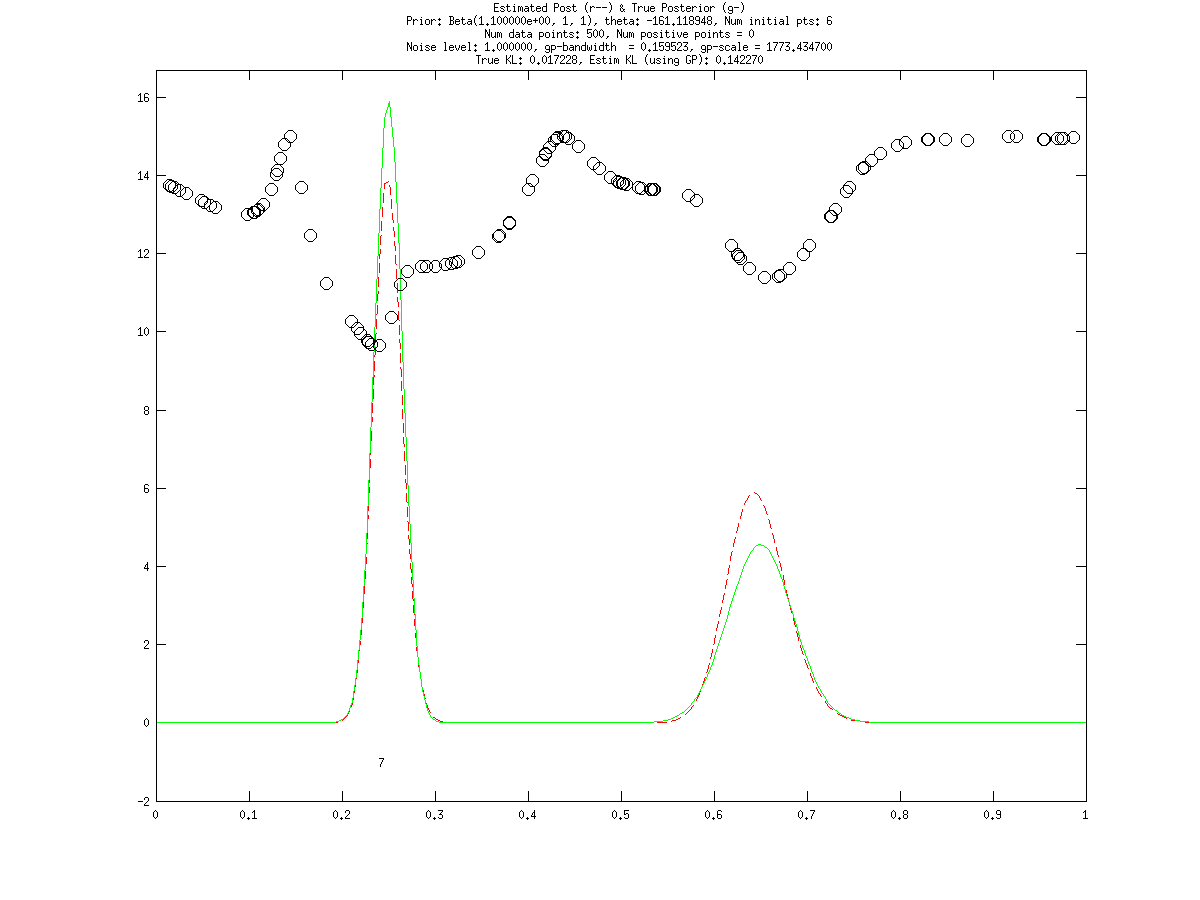 Estimated Post (r--) & True Posterior (g-)
Prior: Beta(1.100000e+00, 1, 1), theta: -161.118948, Num initial pts: 6
Num data points: 500, Num positive points = 0
Noise level: 1.000000, gp-bandwidth  = 0.159523, gp-scale = 1773.434700
True KL: 0.017228, Estim KL (using GP): 0.142270
16
14
12
10
8
6
4
2
0
7
-2
0 0.1 0.2 0.3 0.4 0.5 0.6 0.7 0.8 0.9 1